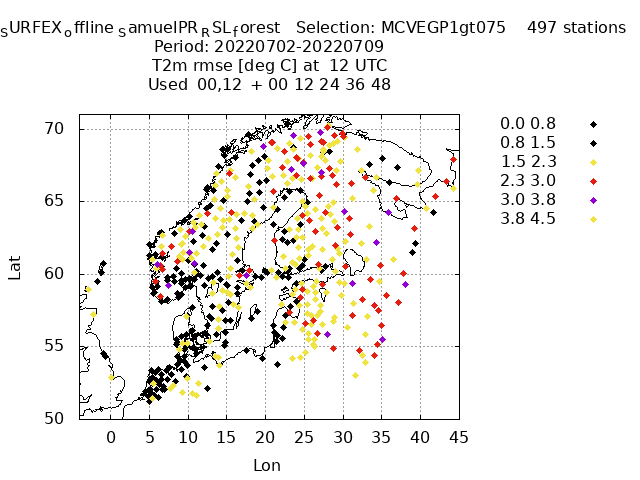 SURFEXoffline SamuelPRRSLforest Selection: MCVEGP1gt075 497 stations
Period: 20220702-20220709
T2m rmse [deg C] at 12 UTC
Used 00,12 + 00 12 24 36 48
70
65
60
55
50
0 5 10 15 20 25 30 35 40 45
Lat
Lon
0.0 0.8
0.8 1.5
1.5 2.3
2.3 3.0
3.0 3.8
3.8 4.5